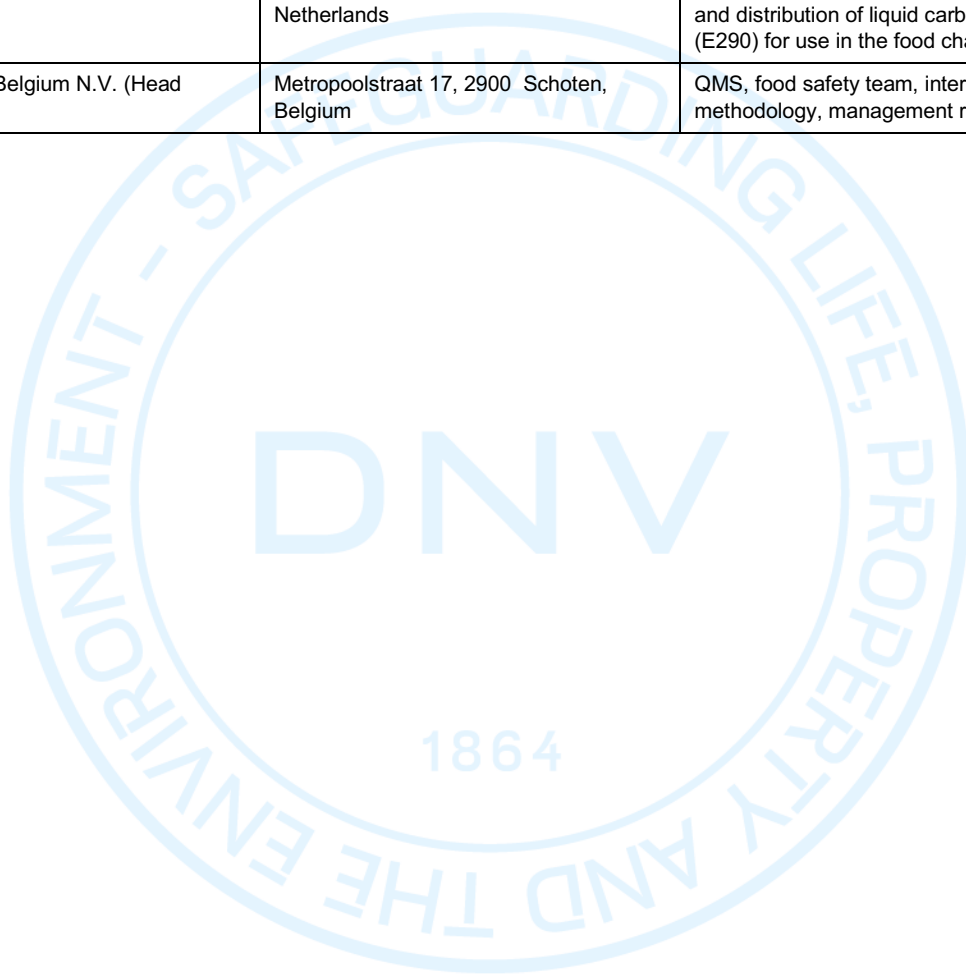 Netherlands
and distribution of liquid carb
(E290) for use in the food cha
Belgium N.V. (Head
Metropoolstraat 17, 2900 Schoten,
Belgium
QMS, food safety team, inter
methodology, management r
SAFEGUARDING LIFE, PROPERTY AND THE ENVIRONMENT -
DNV
1864